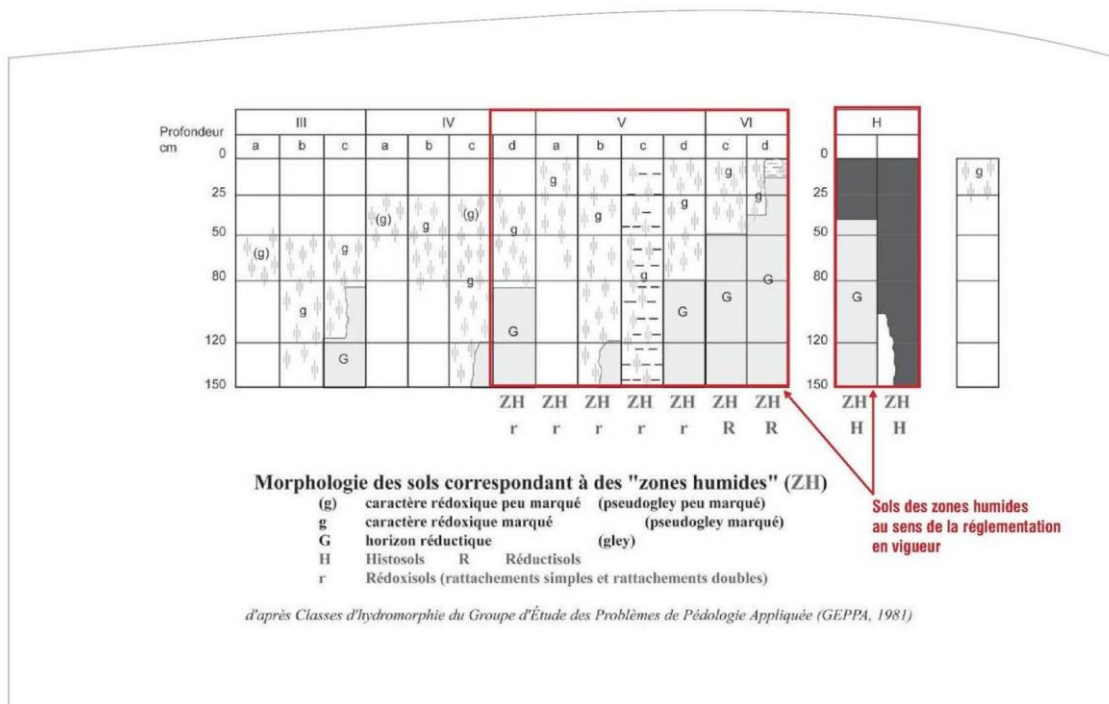 III IV V VI H
Profondeur
cm
a b c a b c d a b c d c d
0 0
25 25
50 50
80 80
120 120
150 150
(g) g g G (g) g (g) g g G g g g g G g G g G G g
ZH ZH ZH ZH ZH ZH ZH ZH ZH
r r r r r R R H H
Morphologie des sols correspondant à des "zones humides" (ZH)
(g) caractère rédoxique peu marqué (pseudogley peu marqué)
g caractère rédoxique marqué (pseudogley marqué)
G horizon réductique (gley)
H Histosols R Réductisols
r Rédoxisols (rattachements simples et rattachements doubles)
Sols des zones humides
au sens de la réglementation
en vigueur
d'après Classes d'hydromorphie du Groupe d'Étude des Problèmes de Pédologie Appliquée (GEPPA, 1981)